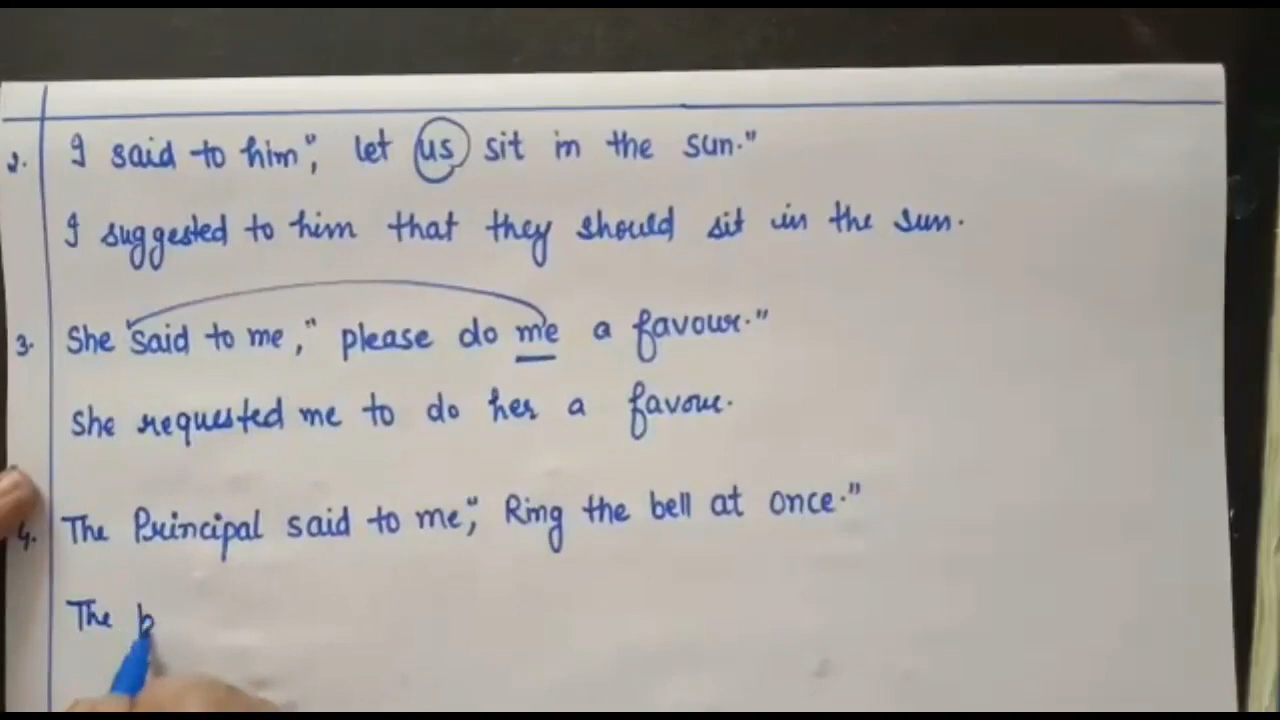 2. I said to him", let us sit in the sun."
I suggested to him that they should sit in the sun.
3. She said to me," please do me a favour."
She requested me to do her a favour.
4. The Principal said to me", Ring the bell at once."
The p